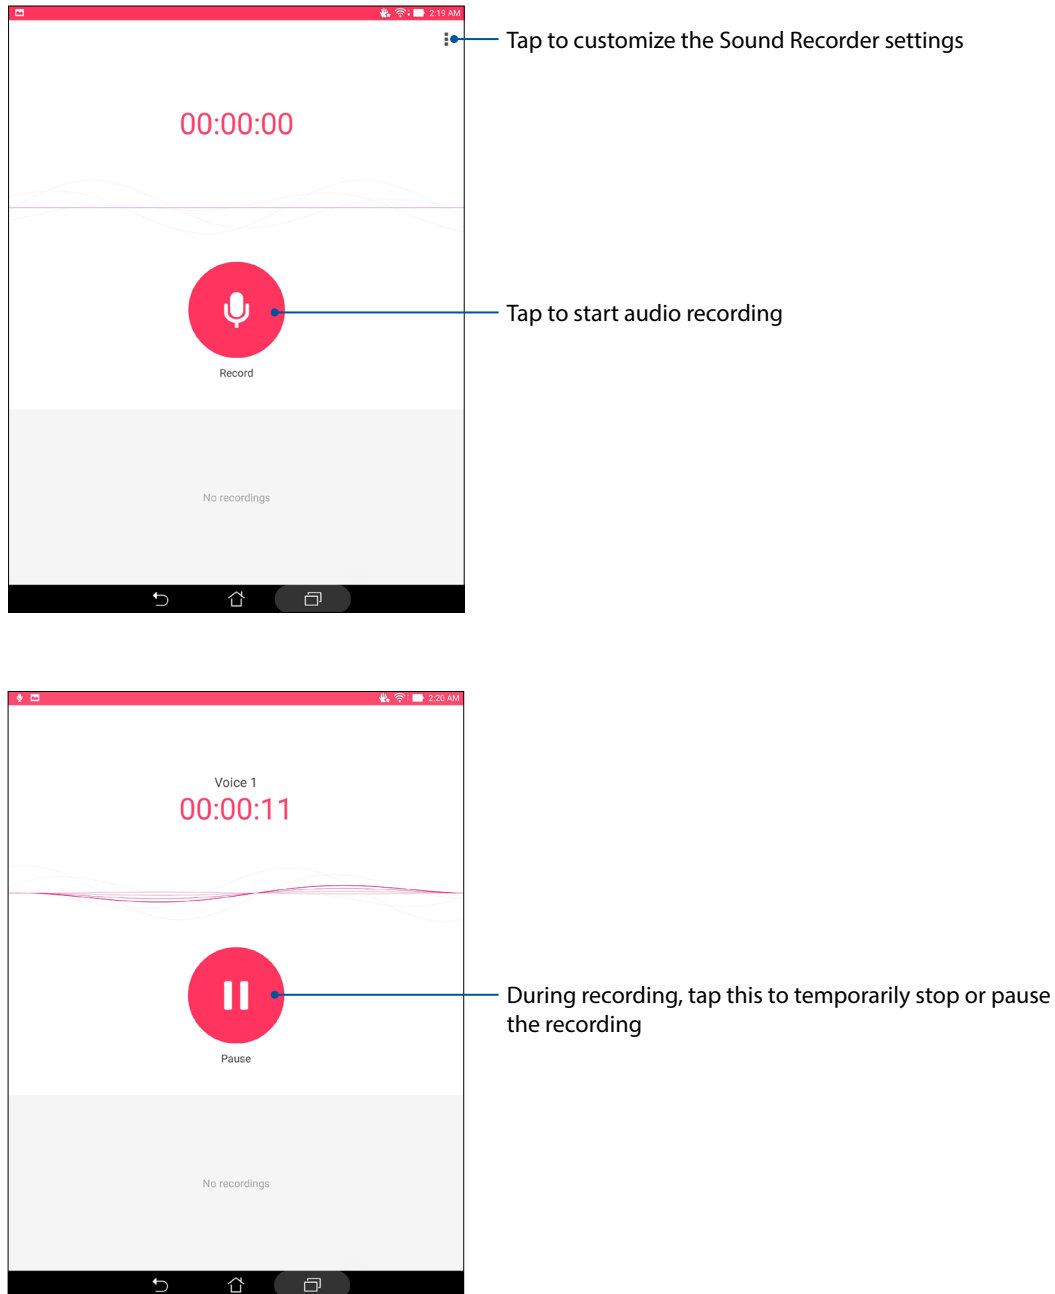 2:19 AM
Tap to customize the Sound Recorder settings
00:00:00
Tap to start audio recording
Record
No recordings
2:20 AM
Voice 1
00:00:11
During recording, tap this to temporarily stop or pause
the recording
Pause
No recordings